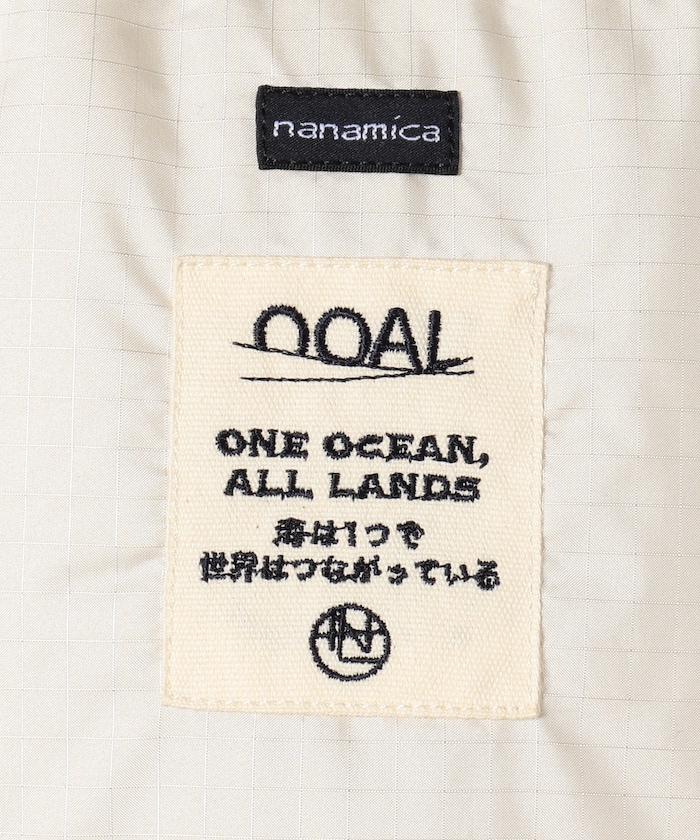 nanamica
OOAL
ONE OCEAN,
ALL LANDS
海は1つで
世界はつながっている